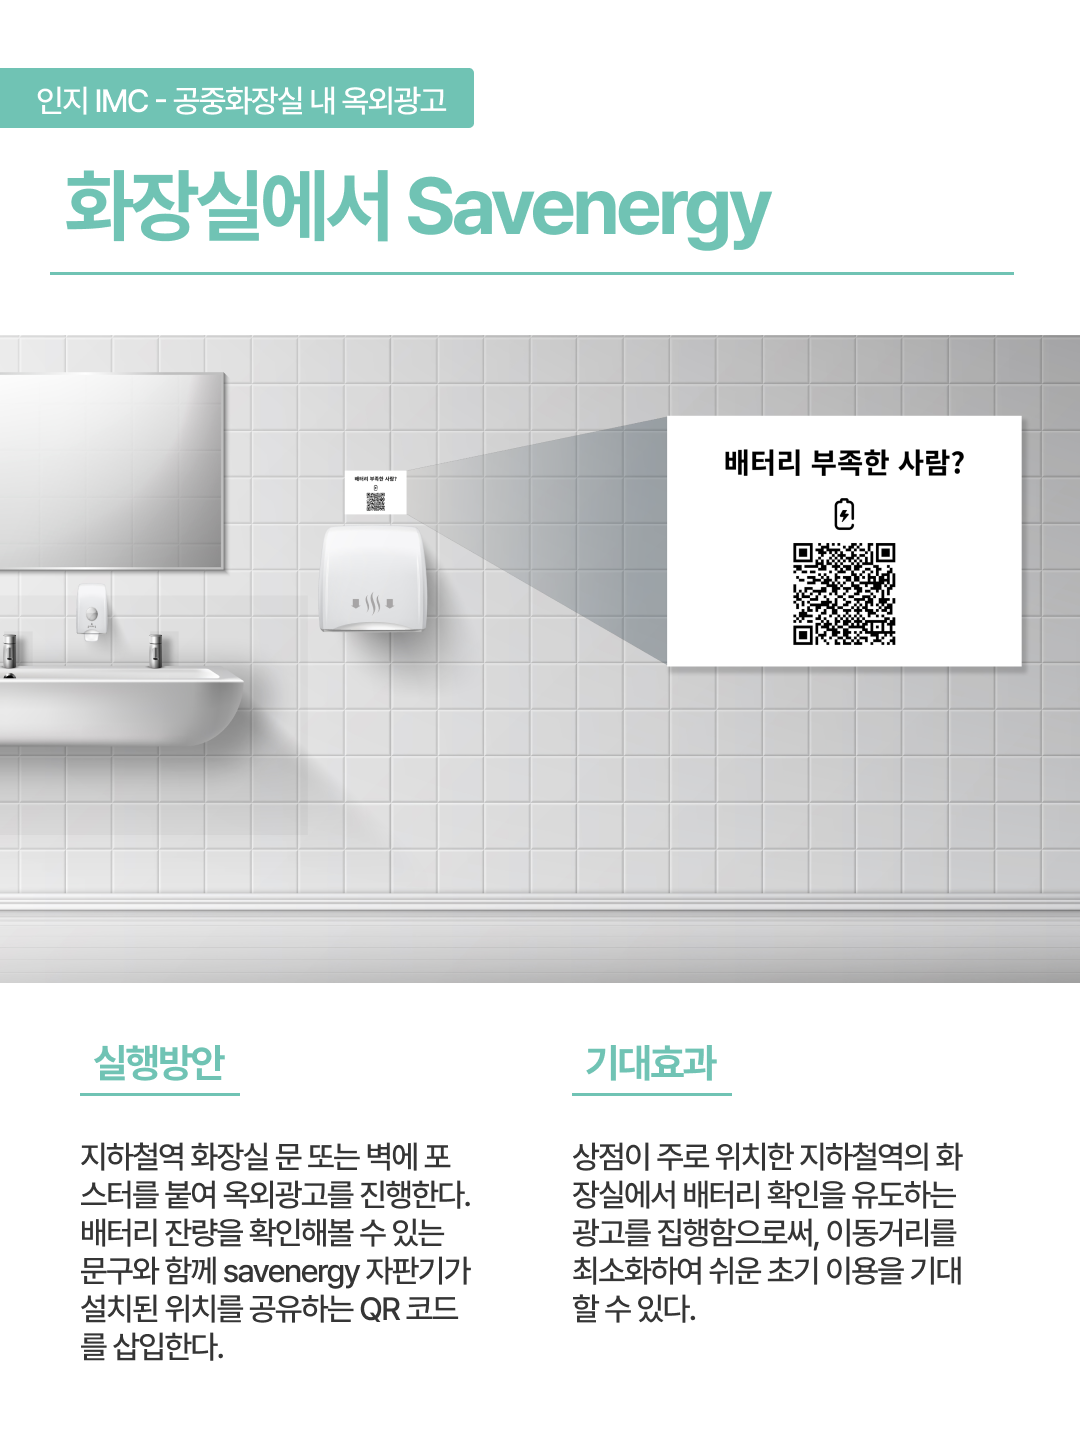 인지 IMC - 공중화장실 내 옥외광고
화장실에서 Savenergy
배터리 부족한 사람?
배터리 부족한 사람?
실행방안
지하철역 화장실 문 또는 벽에 포
스터를 붙여 옥외광고를 진행한다.
배터리 잔량을 확인해볼 수 있는
문구와 함께 savenergy 자판기가
설치된 위치를 공유하는 QR 코드
를 삽입한다.
기대효과
상점이 주로 위치한 지하철역의 화
장실에서 배터리 확인을 유도하는
광고를 집행함으로써, 이동거리를
최소화하여 쉬운 초기 이용을 기대
할 수 있다.